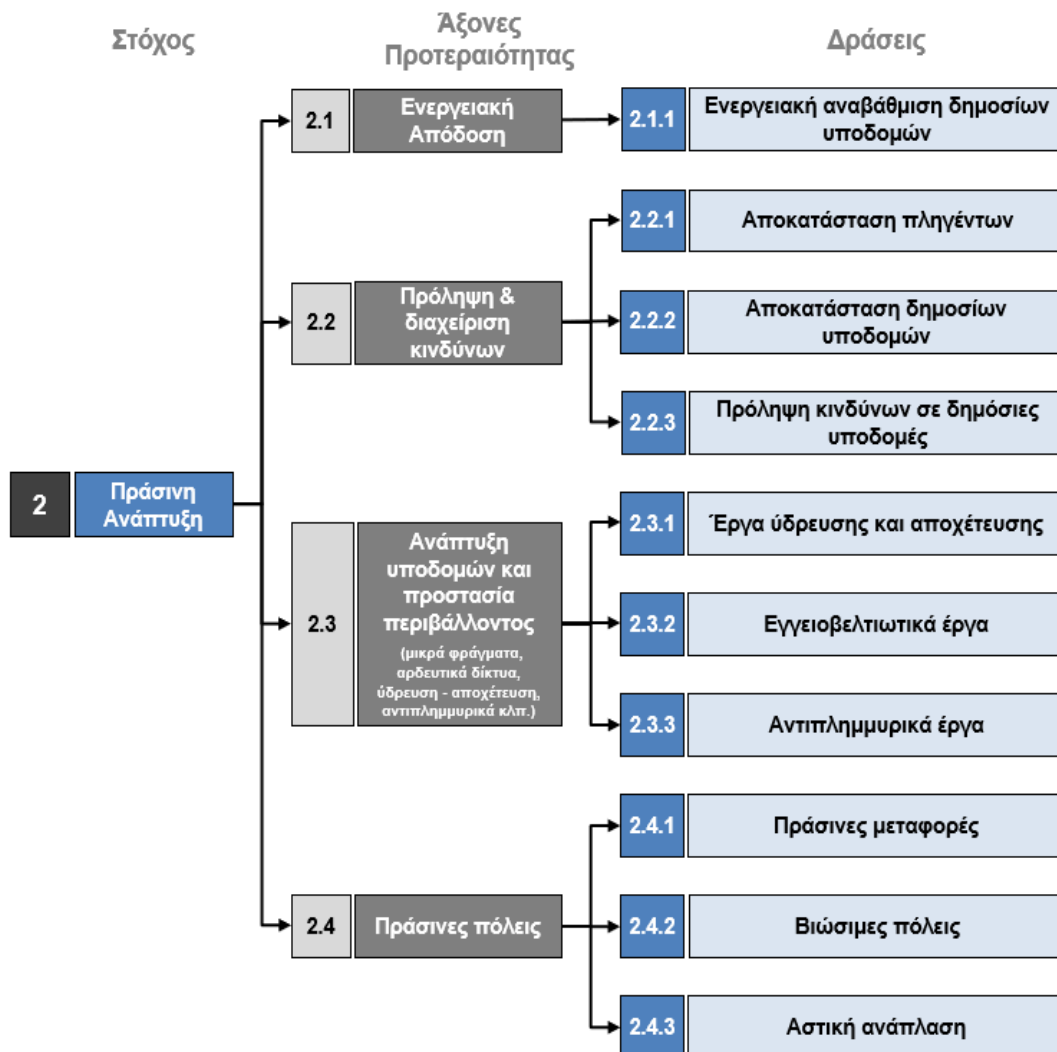 Στόχος
Άξονες
Προτεραιότητας
Δράσεις
2
Πράσινη
Ανάπτυξη
2.1
Ενεργειακή
Απόδοση
2.1.1
Ενεργειακή αναβάθμιση δημοσίων
υποδομών
2.2
Πρόληψη &
διαχείριση
κινδύνων
2.2.1
Αποκατάσταση πληγέντων
2.2.2
Αποκατάσταση δημοσίων
υποδομών
2.2.3
Πρόληψη κινδύνων σε δημόσιες
υποδομές
2.3
Ανάπτυξη
υποδομών και
προστασία
περιβάλλοντος
(μικρά φράγματα,
αρδευτικά δίκτυα,
ύδρευση - αποχέτευση,
αντιπλημμυρικά κλπ.)
2.3.1
Έργα ύδρευσης και αποχέτευσης
2.3.2
Εγγειοβελτιωτικά έργα
2.3.3
Αντιπλημμυρικά έργα
2.4
Πράσινες πόλεις
2.4.1
Πράσινες μεταφορές
2.4.2
Βιώσιμες πόλεις
2.4.3
Αστική ανάπλαση